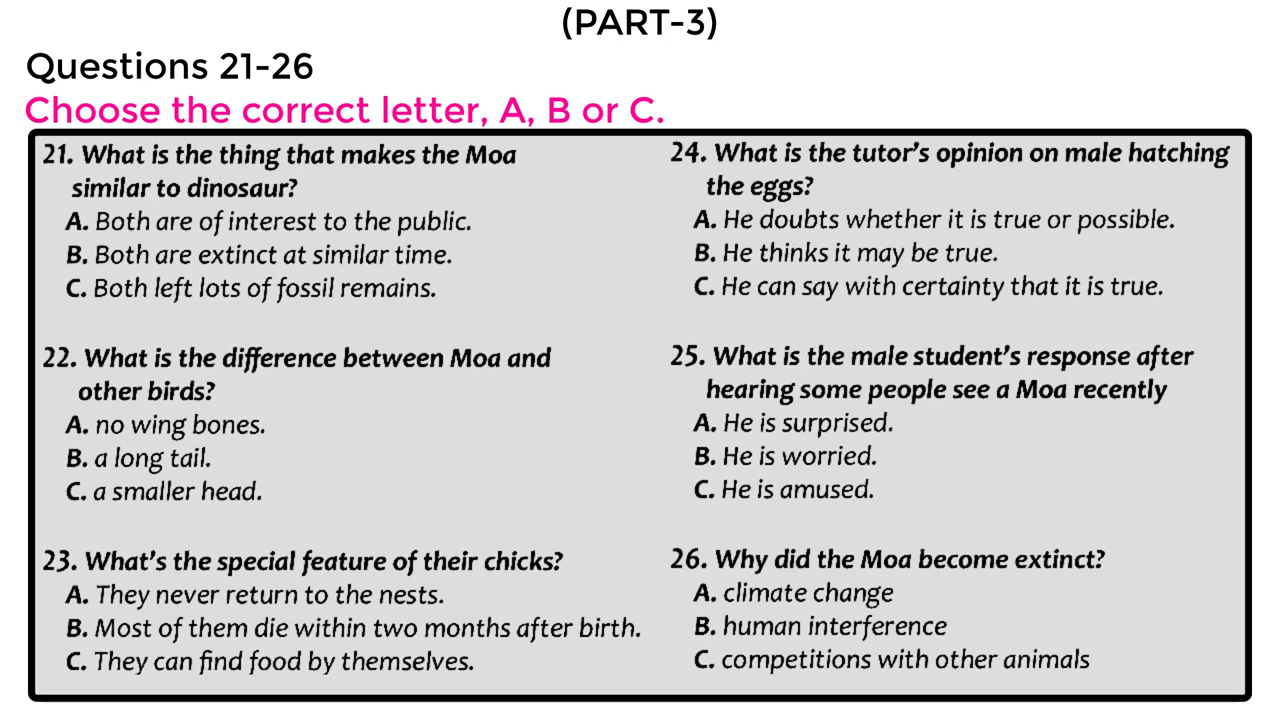 (PART-3)
Questions 21-26
Choose the correct letter, A, B or C.
21. What is the thing that makes the Moa
similar to dinosaur?
A. Both are of interest to the public.
B. Both are extinct at similar time.
C. Both left lots of fossil remains.
22. What is the difference between Moa and
other birds?
A. no wing bones.
B. a long tail.
C. a smaller head.
23. What's the special feature of their chicks?
A. They never return to the nests.
B. Most of them die within two months after birth.
C. They can find food by themselves.
24. What is the tutor's opinion on male hatching
the eggs?
A. He doubts whether it is true or possible.
B. He thinks it may be true.
C. He can say with certainty that it is true.
25. What is the male student's response after
hearing some people see a Moa recently
A. He is surprised.
B. He is worried.
C. He is amused.
26. Why did the Moa become extinct?
A. climate change
B. human interference
C. competitions with other animals